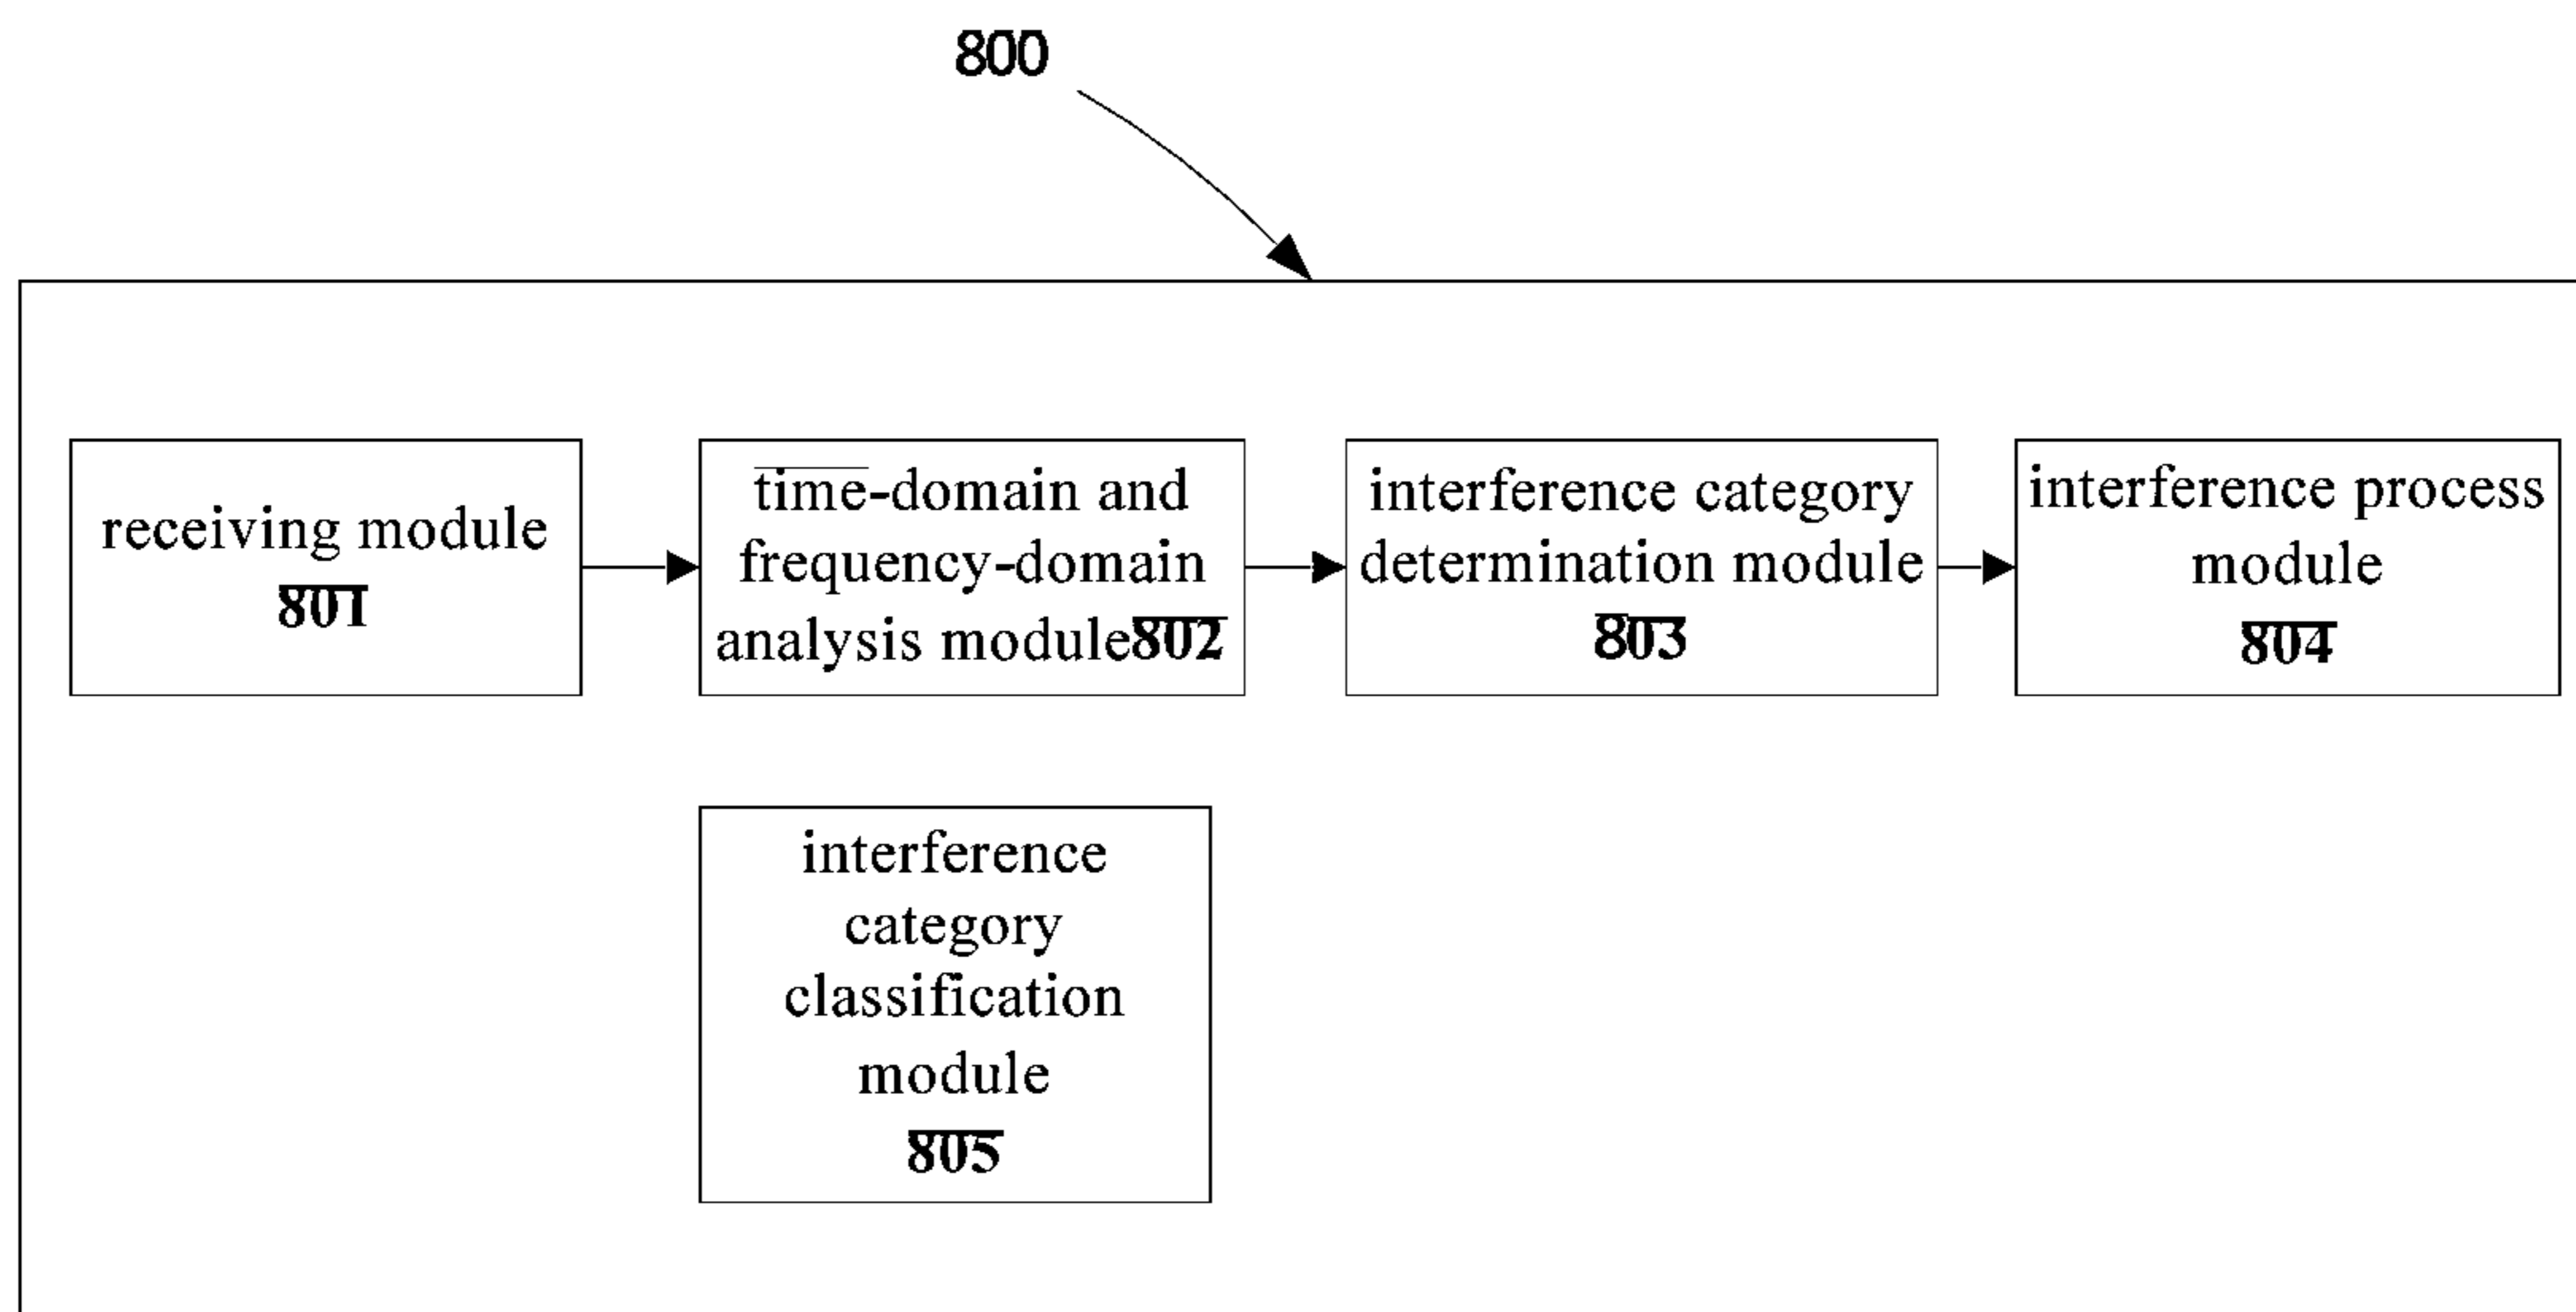 800
receiving module
801
time-domain and
frequency-domain
analysis module802
interference category
determination module
803
interference process
module
804
interference
category
classification
module
805